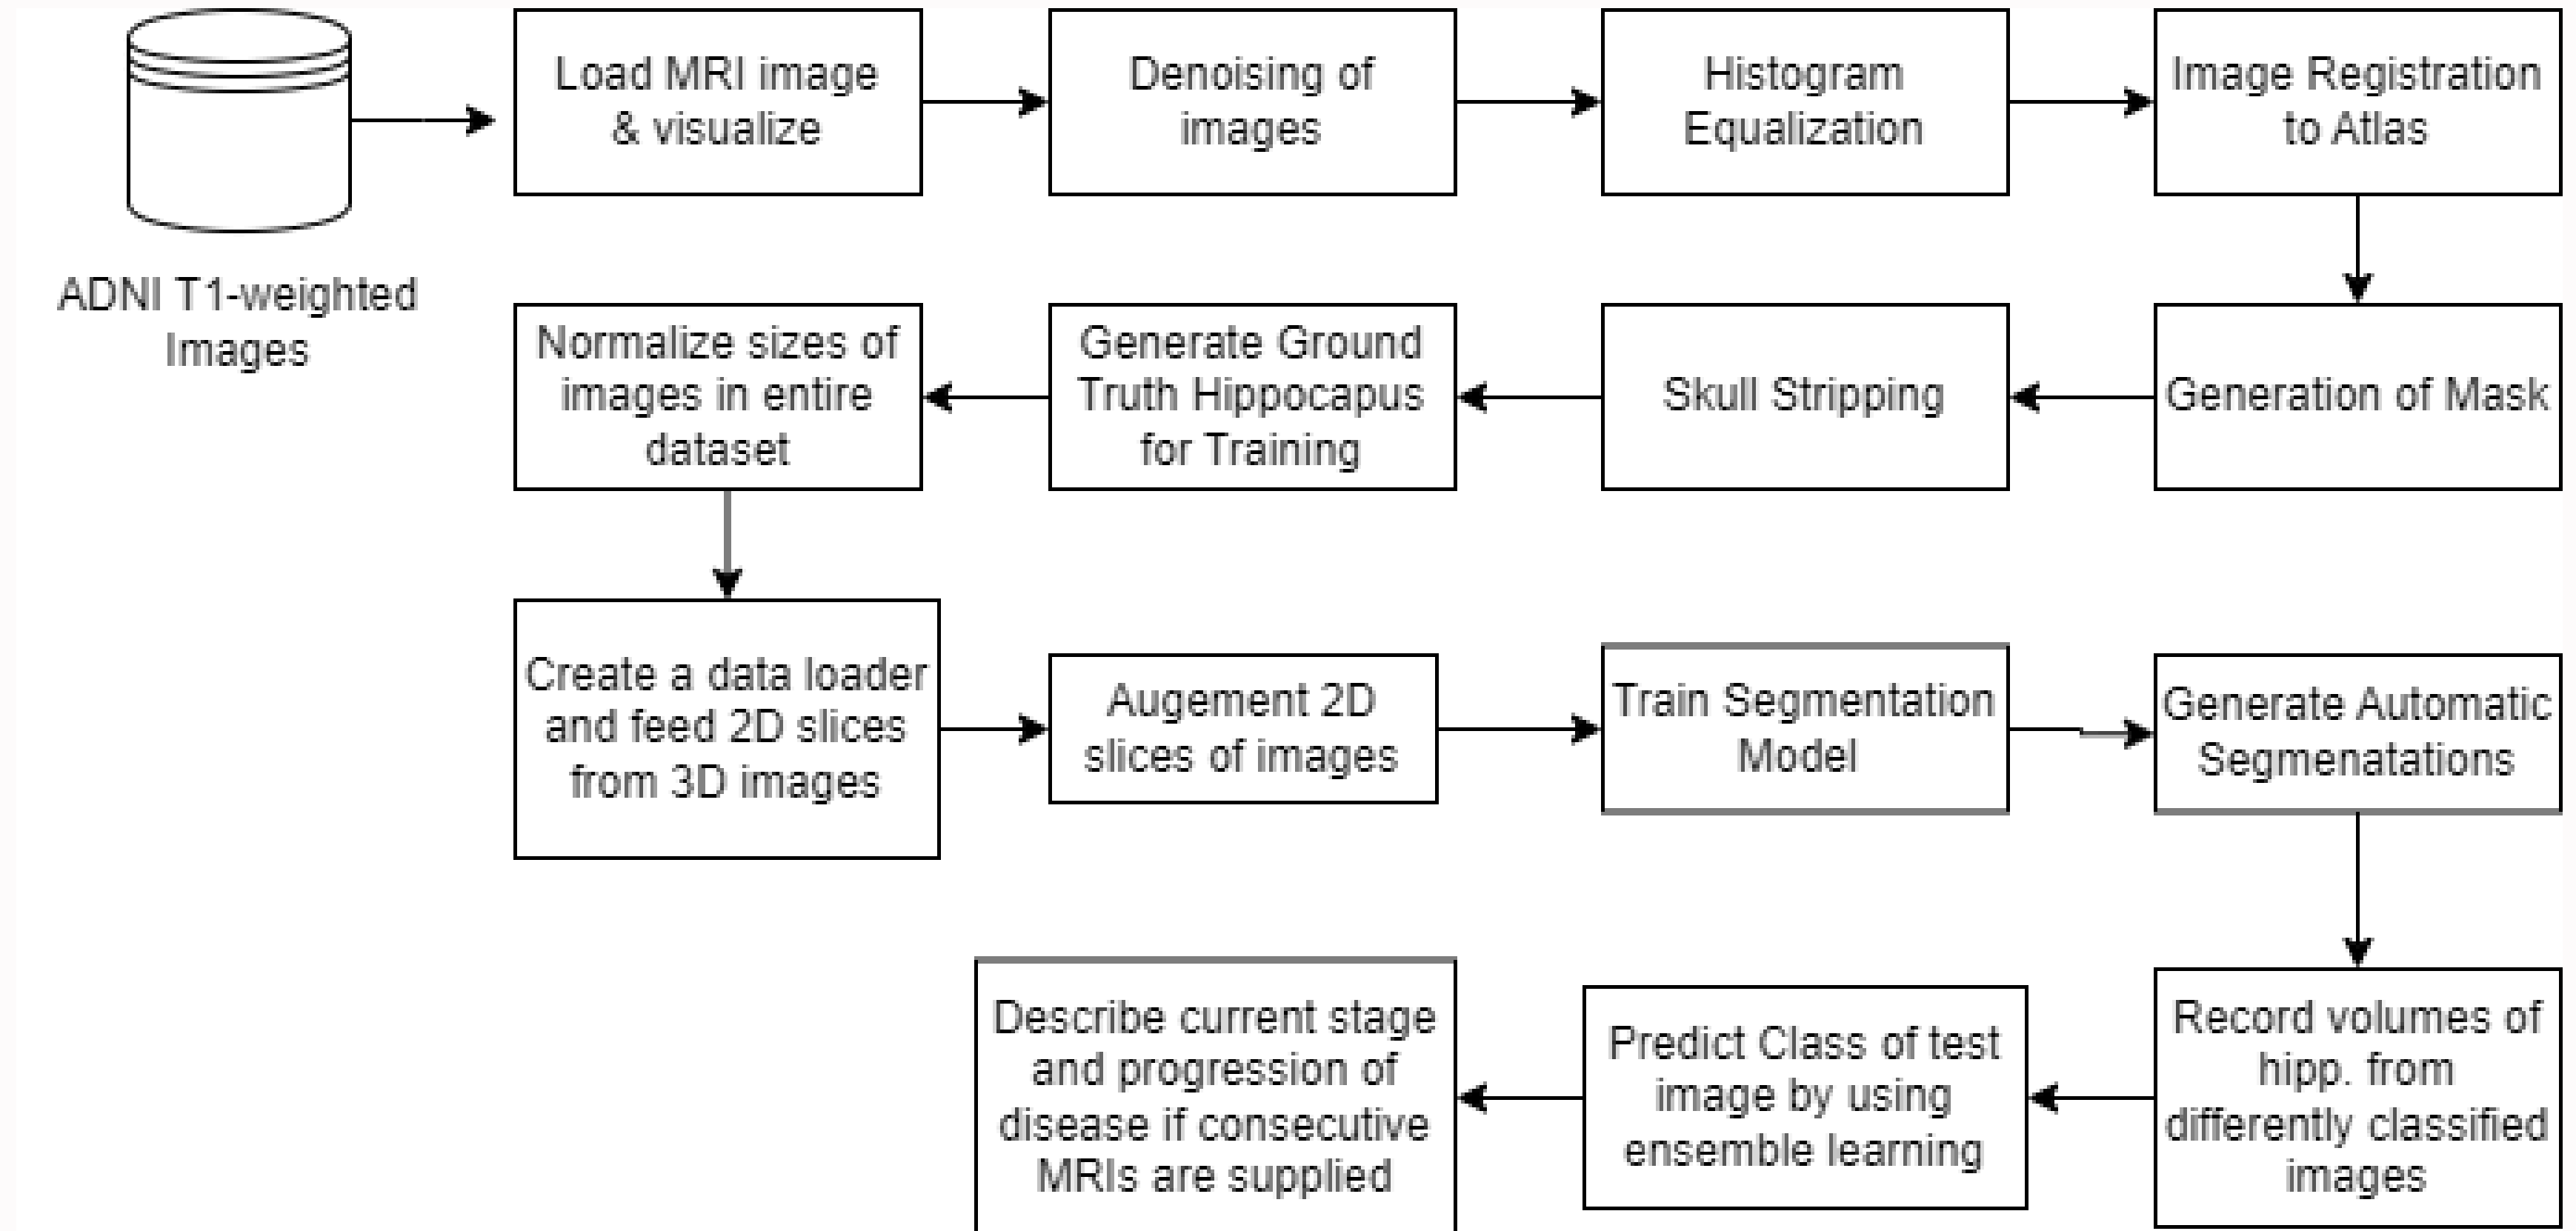 Load MRI image
& visualize
Denoising of
images
Histogram
Equalization
Image Registration
to Atlas
ADNI T1-weighted
Images
Normalize sizes of
images in entire
dataset
Generate Ground
Truth Hippocapus
for Training
Skull Stripping
Generation of Mask
Create a data loader
and feed 2D slices
from 3D images
Augement 2D
slices of images
Train Segmentation
Model
Generate Automatic
Segmenatations
Describe current stage
and progression of
disease if consecutive
MRIs are supplied
Predict Class of test
image by using
ensemble learning
Record volumes of
hipp. from
differently classified
images